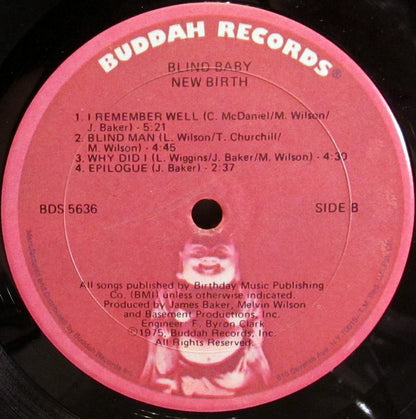 BUDDAH RECORDS®
BLIND BABY
NEW BIRTH
1. I REMEMBER WELL (C. McDaniel/M. Wilson/
J. Baker) - 5:21
2. BLIND MAN (L. Wilson/T. Churchill/
M. Wilson) - 4:45
3. WHY DID I (L. Wiggins/J. Baker/M. Wilson) - 4:30
4. EPILOGUE (J. Baker) - 2:37
BDS 5636
SIDE B
All songs published by Birthday Music Publishing
Co. (BMI) unless otherwise indicated.
Produced by James Baker, Melvin Wilson
and Basement Productions, Inc.
Engineer: F. Byron Clark
℗1975, Buddah Records, Inc.
All Rights Reserved
Buddah Records Inc.